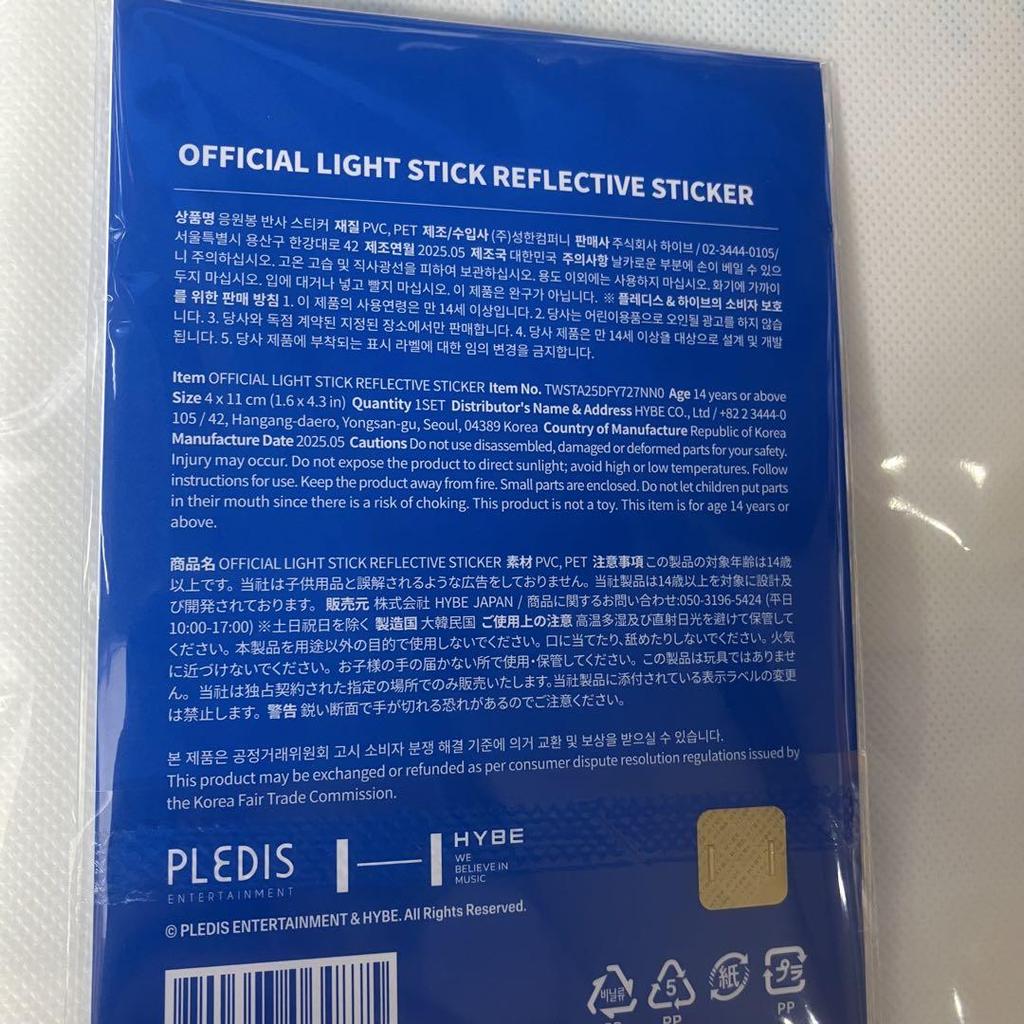 OFFICIAL LIGHT STICK REFLECTIVE STICKER
상품명 응원봉 반사 스티커 재질 PVC, PET 제조/수입사 (주)성한컴퍼니 판매사 주식회사 하이브 / 02-3444-0105/
서울특별시 용산구 한강대로 42 제조연월 2025.05 제조국 대한민국 주의사항 날카로운 부분에 손이 베일 수 있으
니 주의하십시오. 고온 고습 및 직사광선을 피하여 보관하십시오. 용도 이외에는 사용하지 마십시오. 화기에 가까이
두지 마십시오. 입에 대거나 넣고 빨지 마십시오. 이 제품은 완구가 아닙니다. ※ 플레디스 & 하이브의 소비자 보호
를 위한 판매 방침 1. 이 제품의 사용연령은 만 14세 이상입니다. 2. 당사는 어린이용품으로 오인될 광고를 하지 않습
니다. 3. 당사와 독점 계약된 지정된 장소에서만 판매합니다. 4. 당사 제품은 만 14세 이상을 대상으로 설계 및 개발
됩니다. 5. 당사 제품에 부착되는 표시 라벨에 대한 임의 변경을 금지합니다.
Item OFFICIAL LIGHT STICK REFLECTIVE STICKER Item No. TWSTA25DFY727NN0 Age 14 years or above
Size 4 x 11 cm (1.6 x 4.3 in) Quantity 1SET Distributor's Name & Address HYBE CO., Ltd / +82 2 3444-0
105 / 42, Hangang-daero, Yongsan-gu, Seoul, 04389 Korea Country of Manufacture Republic of Korea
Manufacture Date 2025.05 Cautions Do not use disassembled, damaged or deformed parts for your safety.
Injury may occur. Do not expose the product to direct sunlight; avoid high or low temperatures. Follow
instructions for use. Keep the product away from fire. Small parts are enclosed. Do not let children put parts
in their mouth since there is a risk of choking. This product is not a toy. This item is for age 14 years or
above.
商品名 OFFICIAL LIGHT STICK REFLECTIVE STICKER 素材 PVC, PET 注意事項 この製品の対象年齢は14歳
以上です。当社は子供用品と誤解されるような広告をしておりません。当社製品は14歳以上を対象に設計及
び開発されております。 販売元 株式会社 HYBE JAPAN / 商品に関するお問い合わせ:050-3196-5424 (平日
10:00-17:00) ※土日祝日を除く 製造国 大韓民国 ご使用上の注意 高温多湿及び直射日光を避けて保管して
ください。本製品を用途以外の目的で使用しないでください。口に当てたり、舐めたりしないでください。火気
に近づけないでください。お子様の手の届かない所で使用・保管してください。この製品は玩具ではありませ
ん。当社は独占契約された指定の場所でのみ販売いたします。当社製品に添付されている表示ラベルの変更
は禁止します。 警告 鋭い断面で手が切れる恐れがあるのでご注意ください。
본 제품은 공정거래위원회 고시 소비자 분쟁 해결 기준에 의거 교환 및 보상을 받으실 수 있습니다.
This product may be exchanged or refunded as per consumer dispute resolution regulations issued by
the Korea Fair Trade Commission.
PLEDIS
ENTERTAINMENT
HYBE
WE
BELIEVE IN
MUSIC
© PLEDIS ENTERTAINMENT & HYBE. All Rights Reserved.
비닐류 5 紙 プラ
PP PP PP